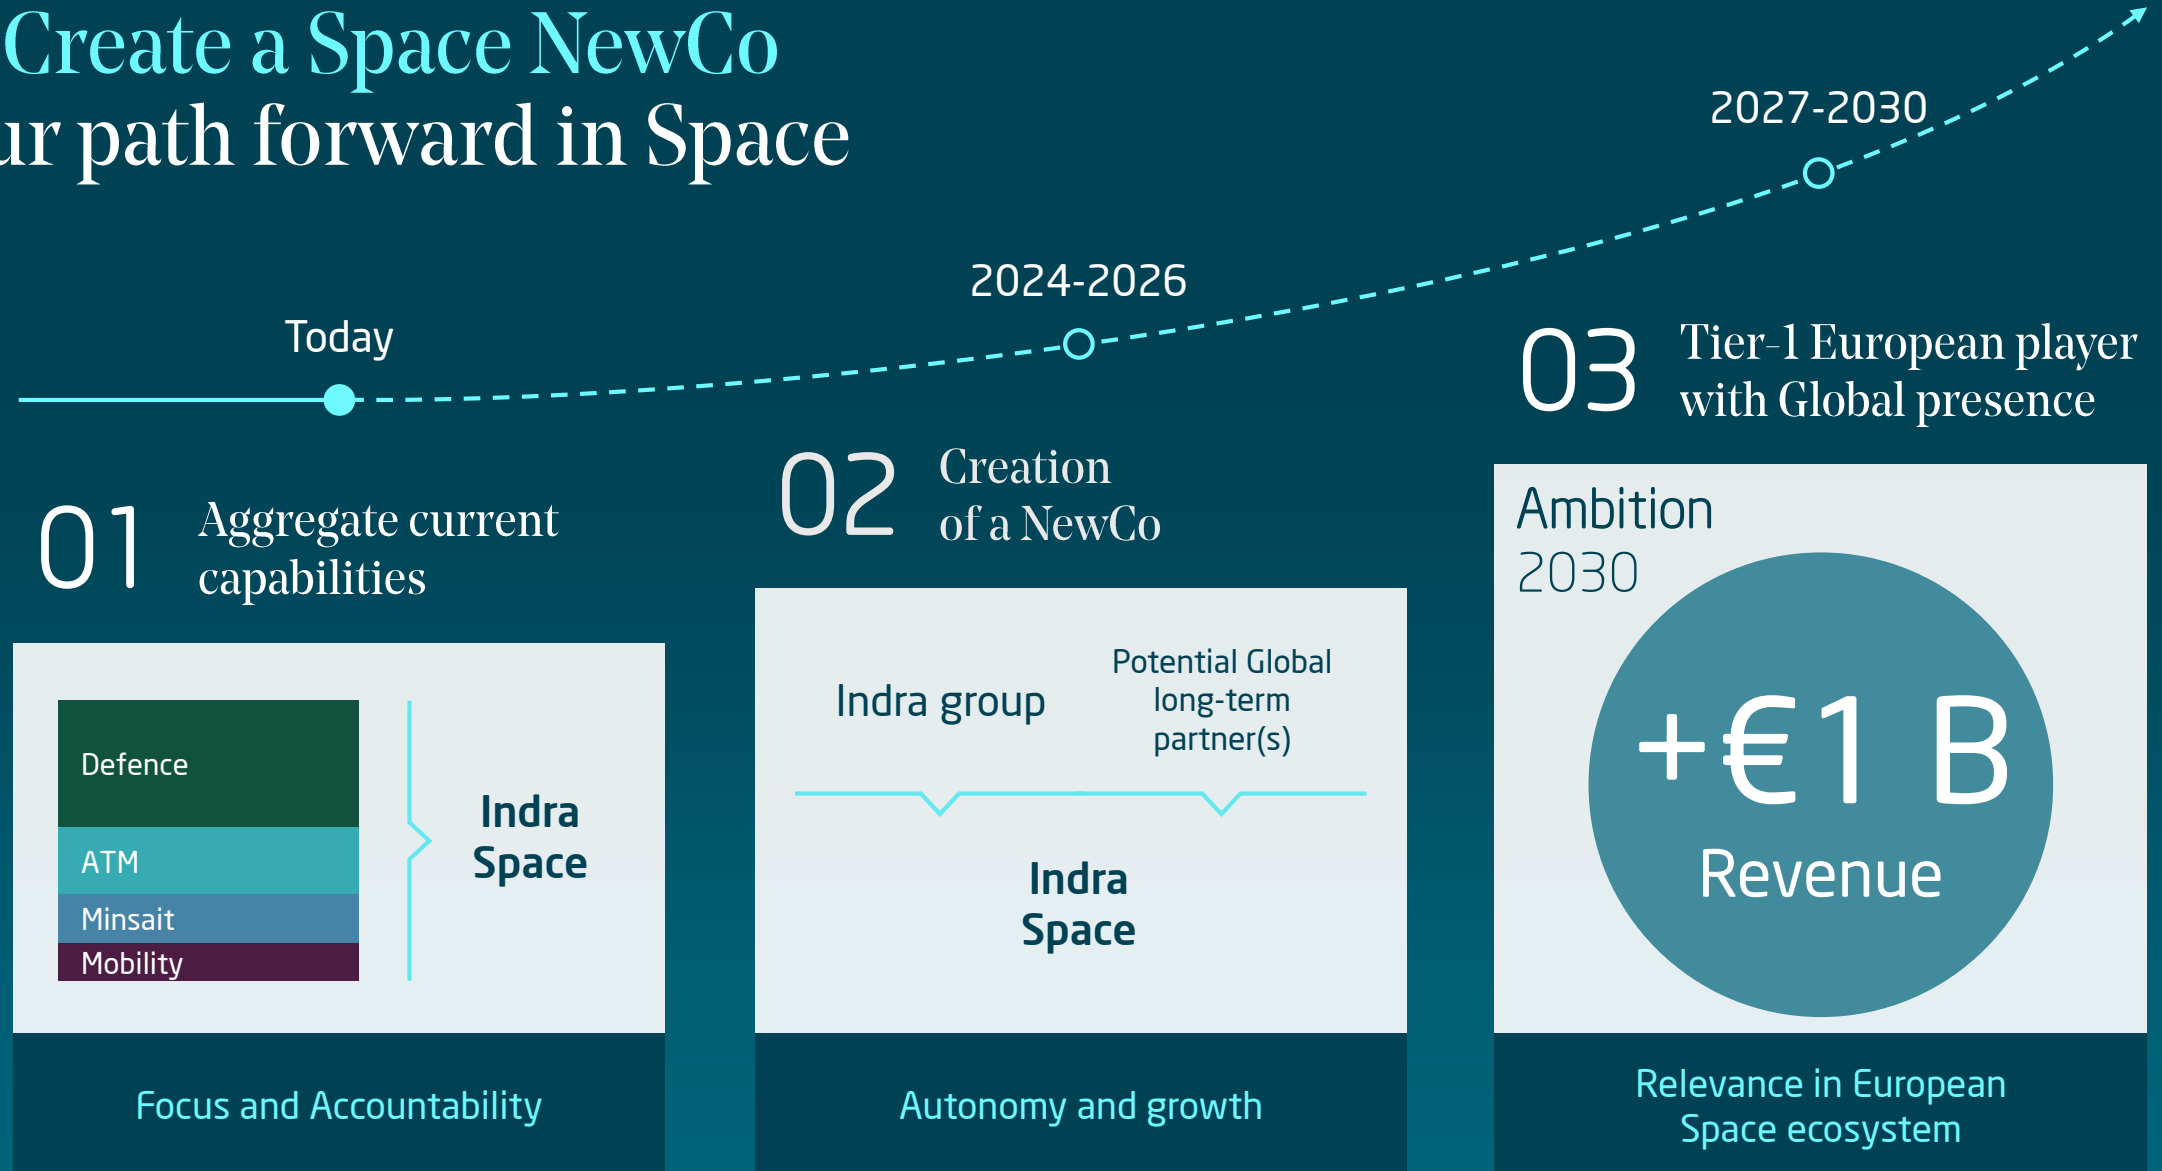 Create a Space NewCo
ur path forward in Space
Today
2024-2026
2027-2030
01
Aggregate current
capabilities
Defence
ATM
Minsait
Mobility
Indra
Space
Focus and Accountability
02
Creation
of a NewCo
Indra group
Potential Global
long-term
partner(s)
Indra
Space
Autonomy and growth
03
Tier-1 European player
with Global presence
Ambition
2030
+€1 B
Revenue
Relevance in European
Space ecosystem